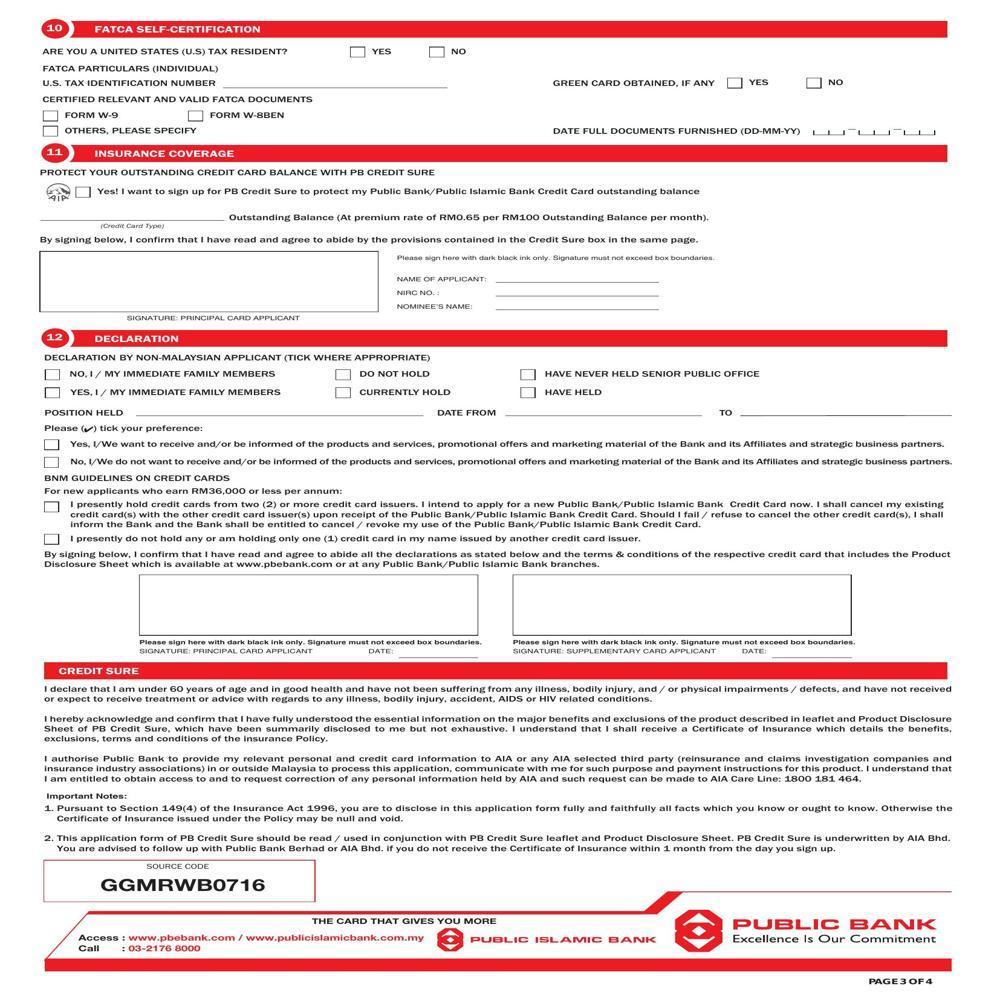 10 FATCA SELF-CERTIFICATION
ARE YOU A UNITED STATES (U.S) TAX RESIDENT? YES NO
FATCA PARTICULARS (INDIVIDUAL)
U.S. TAX IDENTIFICATION NUMBER GREEN CARD OBTAINED, IF ANY YES NO
CERTIFIED RELEVANT AND VALID FATCA DOCUMENTS
FORM W-9 FORM W-8BEN
OTHERS, PLEASE SPECIFY DATE FULL DOCUMENTS FURNISHED (DD-MM-YY)
11 INSURANCE COVERAGE
PROTECT YOUR OUTSTANDING CREDIT CARD BALANCE WITH PB CREDIT SURE
AIA Yes! I want to sign up for PB Credit Sure to protect my Public Bank/Public Islamic Bank Credit Card outstanding balance
Outstanding Balance (At premium rate of RM0.65 per RM100 Outstanding Balance per month).
(Credit Card Type)
By signing below, I confirm that I have read and agree to abide by the provisions contained in the Credit Sure box in the same page.
Please sign here with dark black ink only. Signature must not exceed box boundaries.
NAME OF APPLICANT:
NIRC NO. :
NOMINEE'S NAME:
SIGNATURE: PRINCIPAL CARD APPLICANT
12 DECLARATION
DECLARATION BY NON-MALAYSIAN APPLICANT (TICK WHERE APPROPRIATE)
NO, I / MY IMMEDIATE FAMILY MEMBERS DO NOT HOLD HAVE NEVER HELD SENIOR PUBLIC OFFICE
YES, I / MY IMMEDIATE FAMILY MEMBERS CURRENTLY HOLD HAVE HELD
POSITION HELD DATE FROM TO
Please (✔) tick your preference:
Yes, I/We want to receive and/or be informed of the products and services, promotional offers and marketing material of the Bank and its Affiliates and strategic business partners.
No, I/We do not want to receive and/or be informed of the products and services, promotional offers and marketing material of the Bank and its Affiliates and strategic business partners.
BNM GUIDELINES ON CREDIT CARDS
For new applicants who earn RM36,000 or less per annum:
I presently hold credit cards from two (2) or more credit card issuers. I intend to apply for a new Public Bank/Public Islamic Bank Credit Card now. I shall cancel my existing
credit card(s) with the other credit card issuer(s) upon receipt of the Public Bank/Public Islamic Bank Credit Card. Should I fail / refuse to cancel the other credit card(s), I shall
inform the Bank and the Bank shall be entitled to cancel / revoke my use of the Public Bank/Public Islamic Bank Credit Card.
I presently do not hold any or am holding only one (1) credit card in my name issued by another credit card issuer.
By signing below, I confirm that I have read and agree to abide all the declarations as stated below and the terms & conditions of the respective credit card that includes the Product
Disclosure Sheet which is available at www.pbebank.com or at any Public Bank/Public Islamic Bank branches.
Please sign here with dark black ink only. Signature must not exceed box boundaries. Please sign here with dark black ink only. Signature must not exceed box boundaries.
SIGNATURE: PRINCIPAL CARD APPLICANT DATE: SIGNATURE: SUPPLEMENTARY CARD APPLICANT DATE:
CREDIT SURE
I declare that I am under 60 years of age and in good health and have not been suffering from any illness, bodily injury, and / or physical impairments / defects, and have not received
or expect to receive treatment or advice with regards to any illness, bodily injury, accident, AIDS or HIV related conditions.
I hereby acknowledge and confirm that I have fully understood the essential information on the major benefits and exclusions of the product described in leaflet and Product Disclosure
Sheet of PB Credit Sure, which have been summarily disclosed to me but not exhaustive. I understand that I shall receive a Certificate of Insurance which details the benefits,
exclusions, terms and conditions of the insurance Policy.
I authorise Public Bank to provide my relevant personal and credit card information to AIA or any AIA selected third party (reinsurance and claims investigation companies and
insurance industry associations) in or outside Malaysia to process this application, communicate with me for such purpose and payment instructions for this product. I understand that
I am entitled to obtain access to and to request correction of any personal information held by AIA and such request can be made to AIA Care Line: 1800 181 464.
Important Notes:
1. Pursuant to Section 149(4) of the Insurance Act 1996, you are to disclose in this application form fully and faithfully all facts which you know or ought to know. Otherwise the
Certificate of Insurance issued under the Policy may be null and void.
2. This application form of PB Credit Sure should be read / used in conjunction with PB Credit Sure leaflet and Product Disclosure Sheet. PB Credit Sure is underwritten by AIA Bhd.
You are advised to follow up with Public Bank Berhad or AIA Bhd. if you do not receive the Certificate of Insurance within 1 month from the day you sign up.
SOURCE CODE
GGMRWB0716
THE CARD THAT GIVES YOU MORE
Access : www.pbebank.com / www.publicislamicbank.com.my
Call : 03-2176 8000
PUBLIC ISLAMIC BANK
PUBLIC BANK
Excellence Is Our Commitment
PAGE 3 OF 4